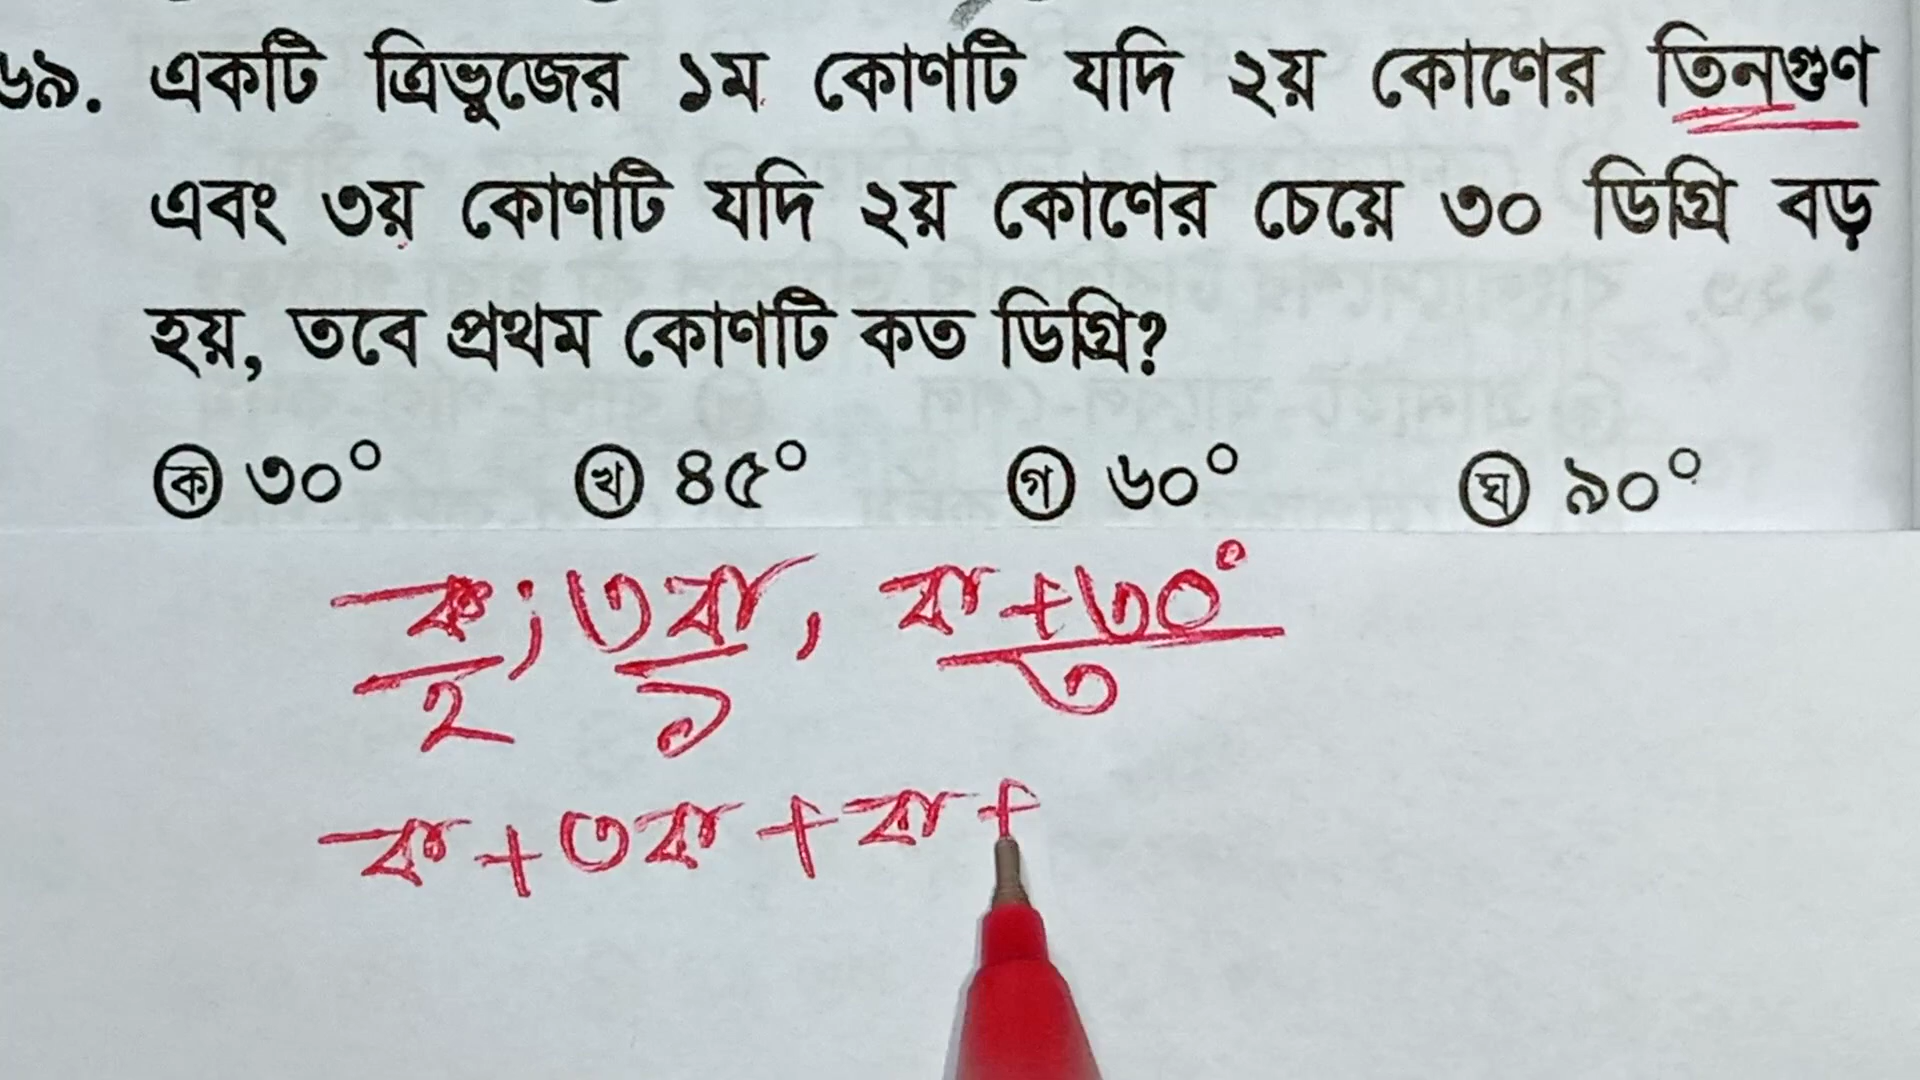 ৬৯. একটি ত্রিভুজের ১ম কোণটি যদি ২য় কোণের তিনগুণ
এবং ৩য় কোণটি যদি ২য় কোণের চেয়ে ৩০ ডিগ্রি বড়
হয়, তবে প্রথম কোণটি কত ডিগ্রি?
ক ৩০° খ ৪৫° গ ৬০° ঘ ৯০°
ক, ৩ক, ক+৩০°
২ ১ ৩
ক+৩ক+ক+